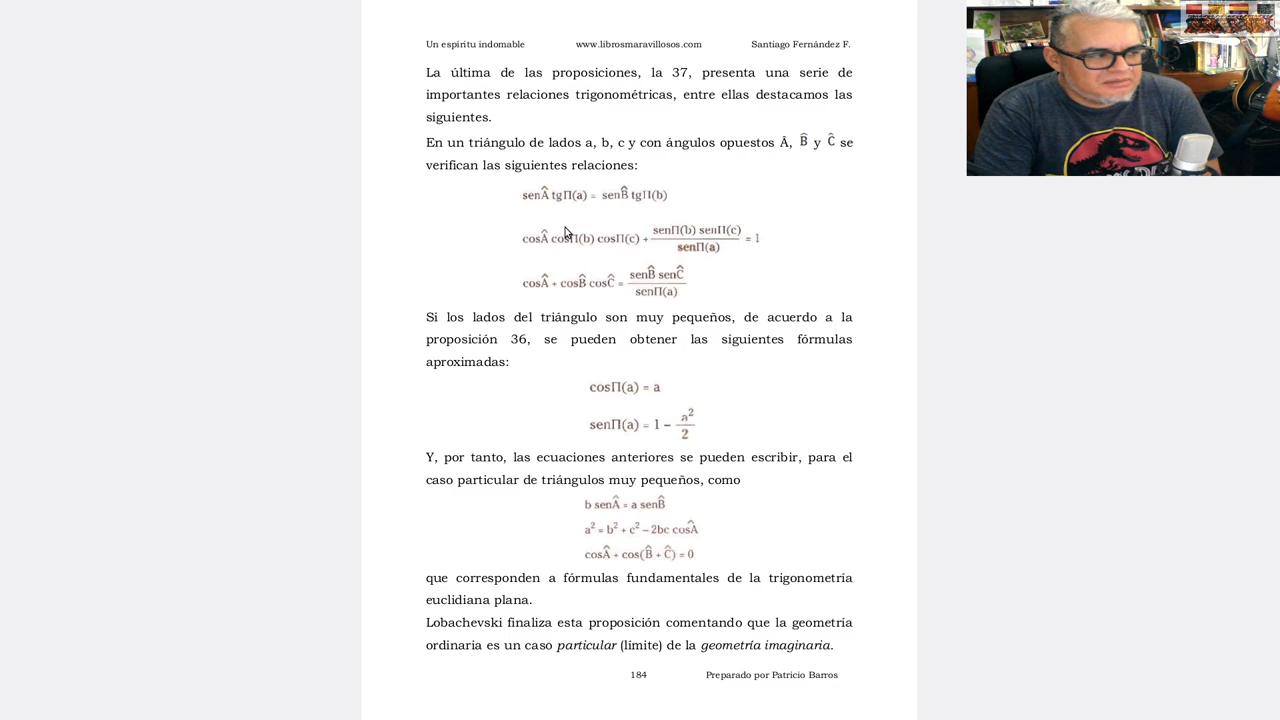 Un espíritu indomable www.librosmaravillosos.com Santiago Fernández F.
La última de las proposiciones, la 37, presenta una serie de
importantes relaciones trigonométricas, entre ellas destacamos las
siguientes.
En un triángulo de lados a, b, c y con ángulos opuestos Â, B̂ y Ĉ se
verifican las siguientes relaciones:
senÂ tgΠ(a) = senB̂ tgΠ(b)
cosÂ cosΠ(b) cosΠ(c) + senΠ(b) senΠ(c) / senΠ(a) = 1
cosÂ + cosB̂ cosĈ = senB̂ senĈ / senΠ(a)
Si los lados del triángulo son muy pequeños, de acuerdo a la
proposición 36, se pueden obtener las siguientes fórmulas
aproximadas:
cosΠ(a) = a
senΠ(a) = 1 − a² / 2
Y, por tanto, las ecuaciones anteriores se pueden escribir, para el
caso particular de triángulos muy pequeños, como
b senÂ = a senB̂
a² = b² + c² − 2bc cosÂ
cosÂ + cos(B̂ + Ĉ) = 0
que corresponden a fórmulas fundamentales de la trigonometría
euclidiana plana.
Lobachevski finaliza esta proposición comentando que la geometría
ordinaria es un caso particular (límite) de la geometría imaginaria.
184 Preparado por Patricio Barros